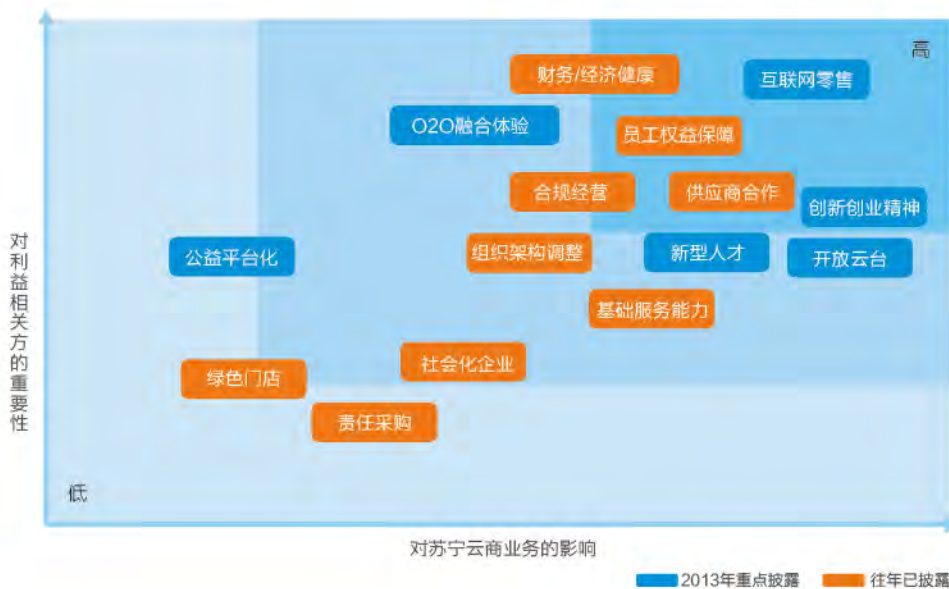 高
财务/经济健康
互联网零售
O2O融合体验
员工权益保障
合规经营
供应商合作
创新创业精神
公益平台化
组织架构调整
新型人才
开放云台
基础服务能力
社会化企业
绿色门店
责任采购
低
对利益相关方的重要性
对苏宁云商业务的影响
2013年重点披露
往年已披露